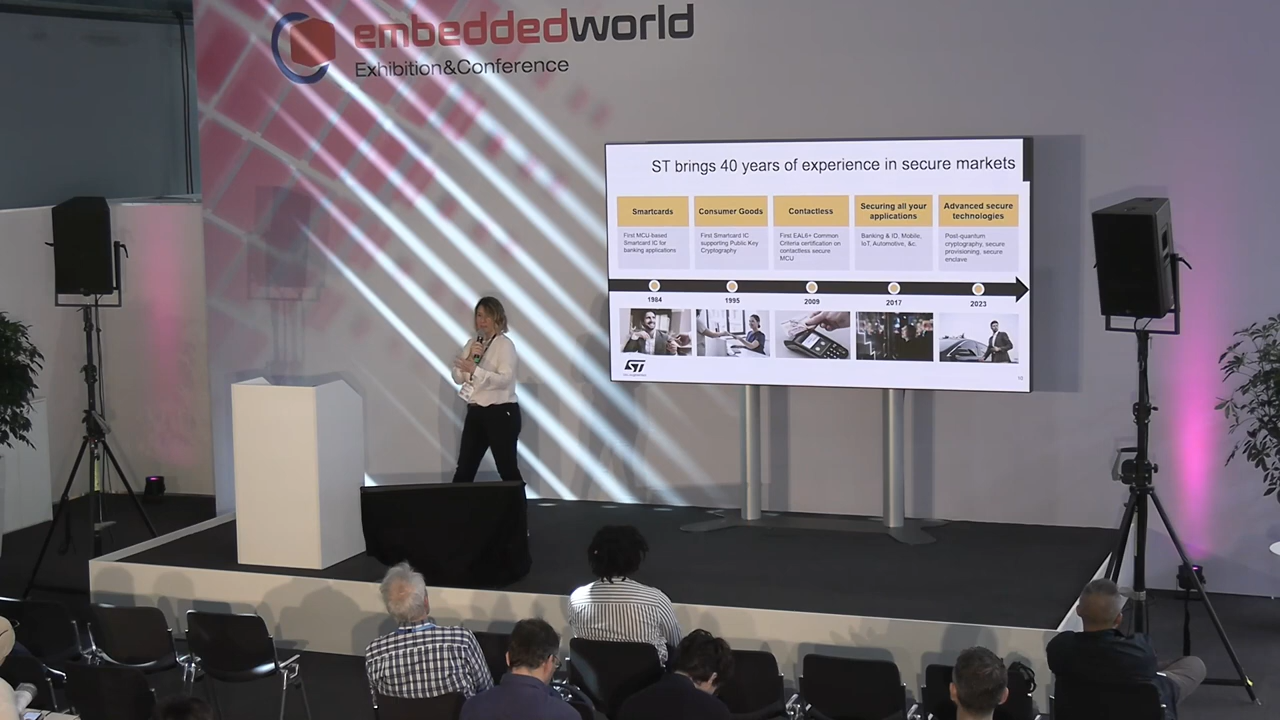 embeddedworld
Exhibition&Conference
ST brings 40 years of experience in secure markets
Smartcards
First MCU-based
Smartcard IC for
banking applications
Consumer Goods
First Smartcard IC
supporting Public Key
Cryptography
Contactless
First EAL6+ Common
Criteria certification on
contactless secure
MCU
Securing all your
applications
Banking & ID, Mobile,
IoT, Automotive, &c.
Advanced secure
technologies
Post-quantum
cryptography, secure
provisioning, secure
enclave
1984
1995
2009
2017
2023
ST
10